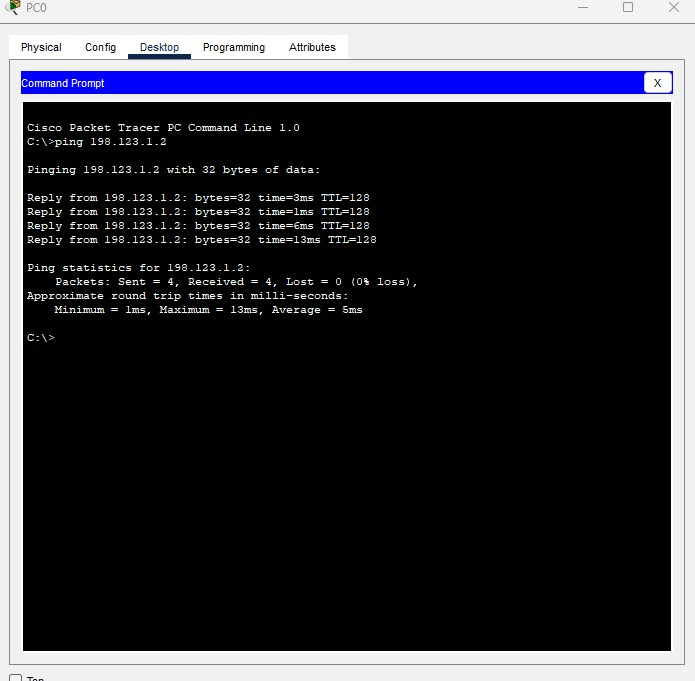 PC0
Physical Config Desktop Programming Attributes
Command Prompt
X
Cisco Packet Tracer PC Command Line 1.0
C:\>ping 198.123.1.2
Pinging 198.123.1.2 with 32 bytes of data:
Reply from 198.123.1.2: bytes=32 time=3ms TTL=128
Reply from 198.123.1.2: bytes=32 time=1ms TTL=128
Reply from 198.123.1.2: bytes=32 time=6ms TTL=128
Reply from 198.123.1.2: bytes=32 time=13ms TTL=128
Ping statistics for 198.123.1.2:
Packets: Sent = 4, Received = 4, Lost = 0 (0% loss),
Approximate round trip times in milli-seconds:
Minimum = 1ms, Maximum = 13ms, Average = 5ms
C:\>
Top